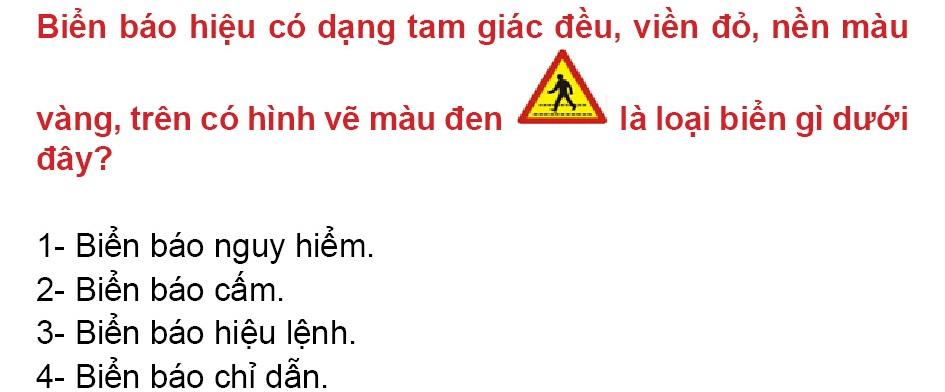 Biển báo hiệu có dạng tam giác đều, viền đỏ, nền màu
vàng, trên có hình vẽ màu đen là loại biển gì dưới
đây?
1- Biển báo nguy hiểm.
2- Biển báo cấm.
3- Biển báo hiệu lệnh.
4- Biển báo chỉ dẫn.